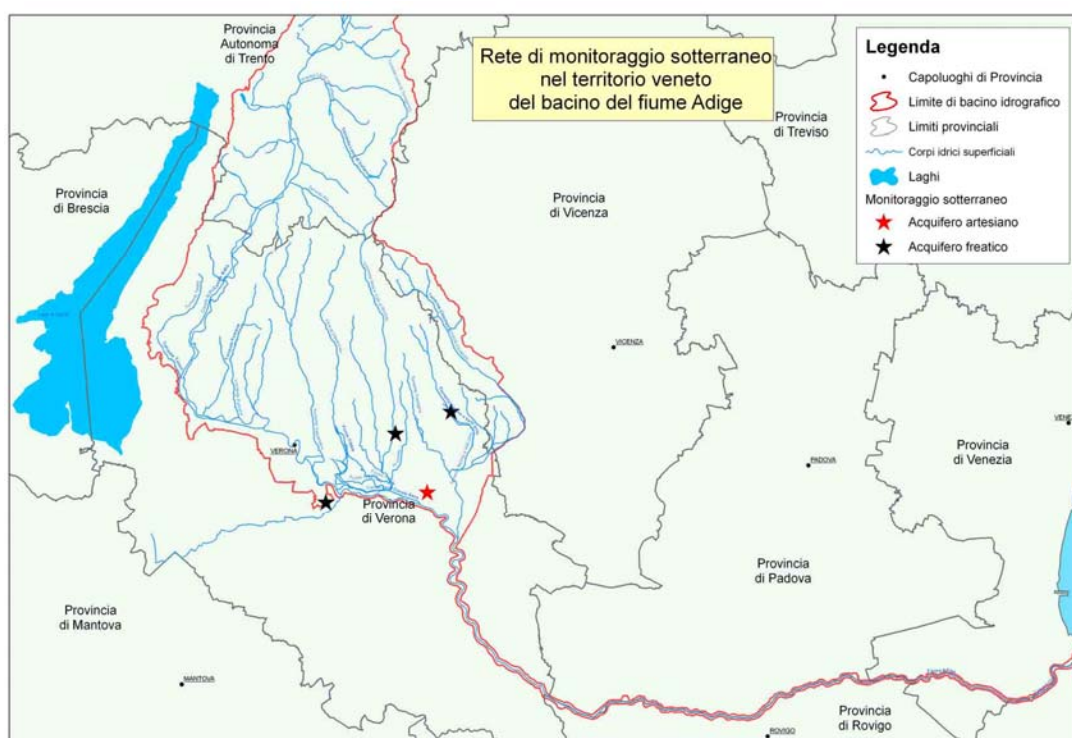 Provincia
Autonoma
di Trento
Rete di monitoraggio sotterraneo
nel territorio veneto
del bacino del fiume Adige
Legenda
Capoluoghi di Provincia
Limite di bacino idrografico
Limiti provinciali
Corpi idrici superficiali
Laghi
Monitoraggio sotterraneo
Acquifero artesiano
Acquifero freatico
Provincia
di Treviso
Provincia
di Brescia
Provincia
di Vicenza
VICENZA
VERONA
PADOVA
Provincia
di Venezia
Provincia
di Verona
Provincia
di Padova
Provincia
di Mantova
MANTOVA
Provincia
di Rovigo
ROVIGO